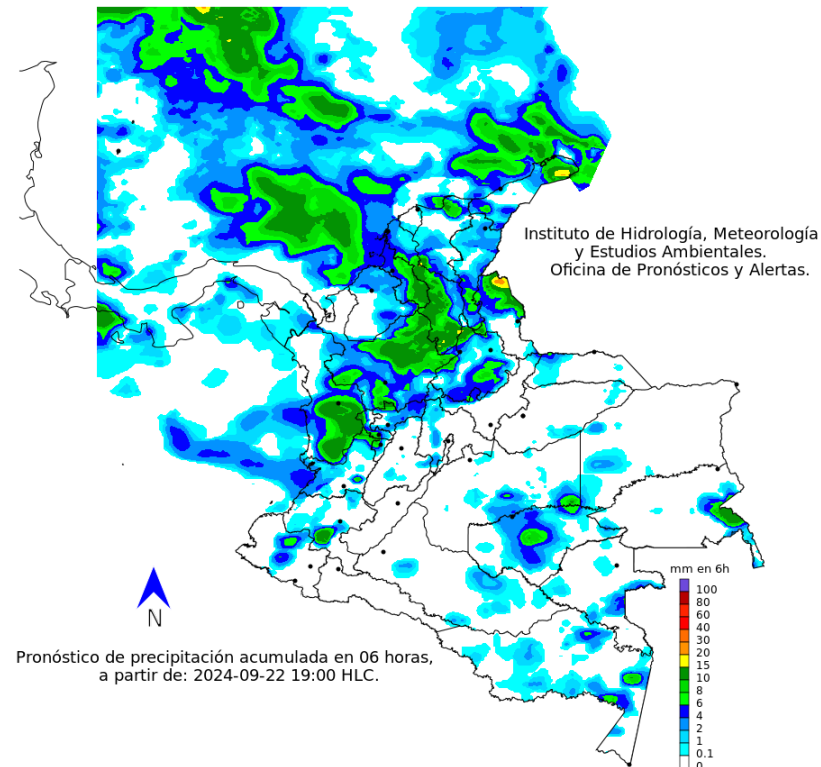 Instituto de Hidrología, Meteorología
y Estudios Ambientales.
Oficina de Pronósticos y Alertas.
mm en 6h
100
80
60
40
30
20
15
10
8
6
4
2
1
0.1
0
N
Pronóstico de precipitación acumulada en 06 horas,
a partir de: 2024-09-22 19:00 HLC.